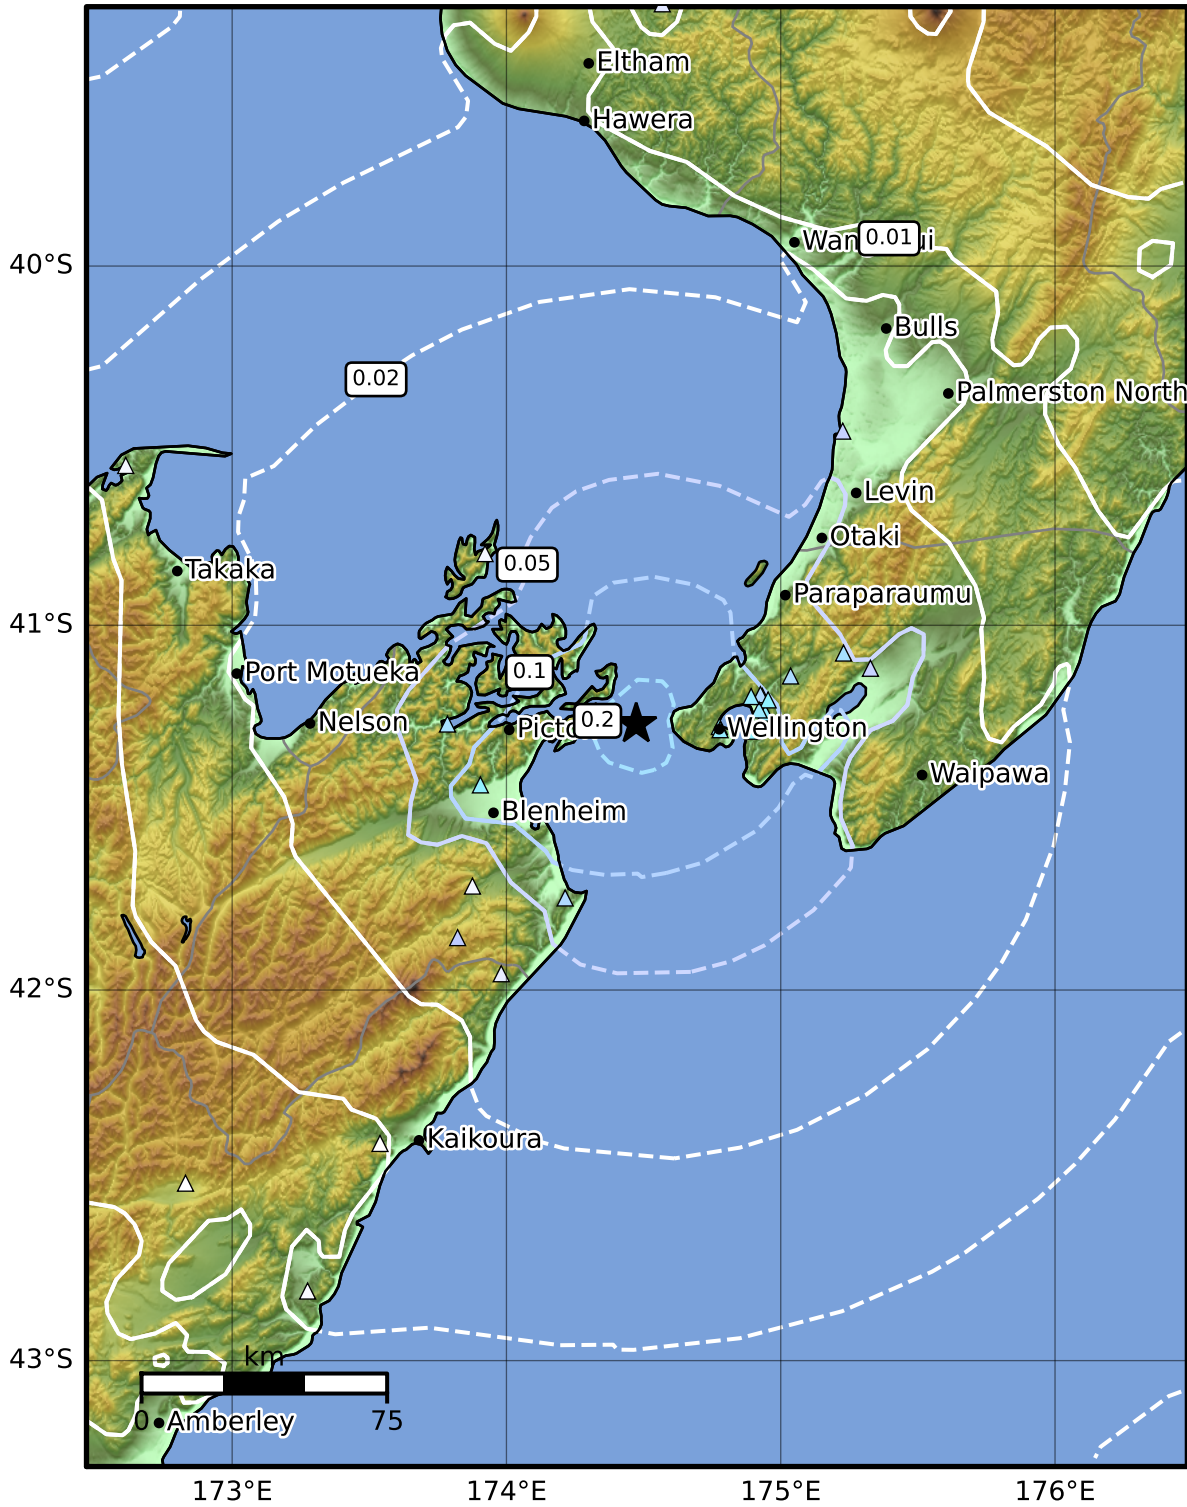 Eltham
Hawera
0.01
40°S
Bulls
0.02
Palmerston North
Levin
Otaki
0.05
Takaka
Paraparaumu
41°S
0.1
Port Motueka
0.2
Nelson
Wellington
Waipawa
Blenheim
42°S
Kaikoura
43°S
km
0 75
Amberley
173°E 174°E 175°E 176°E